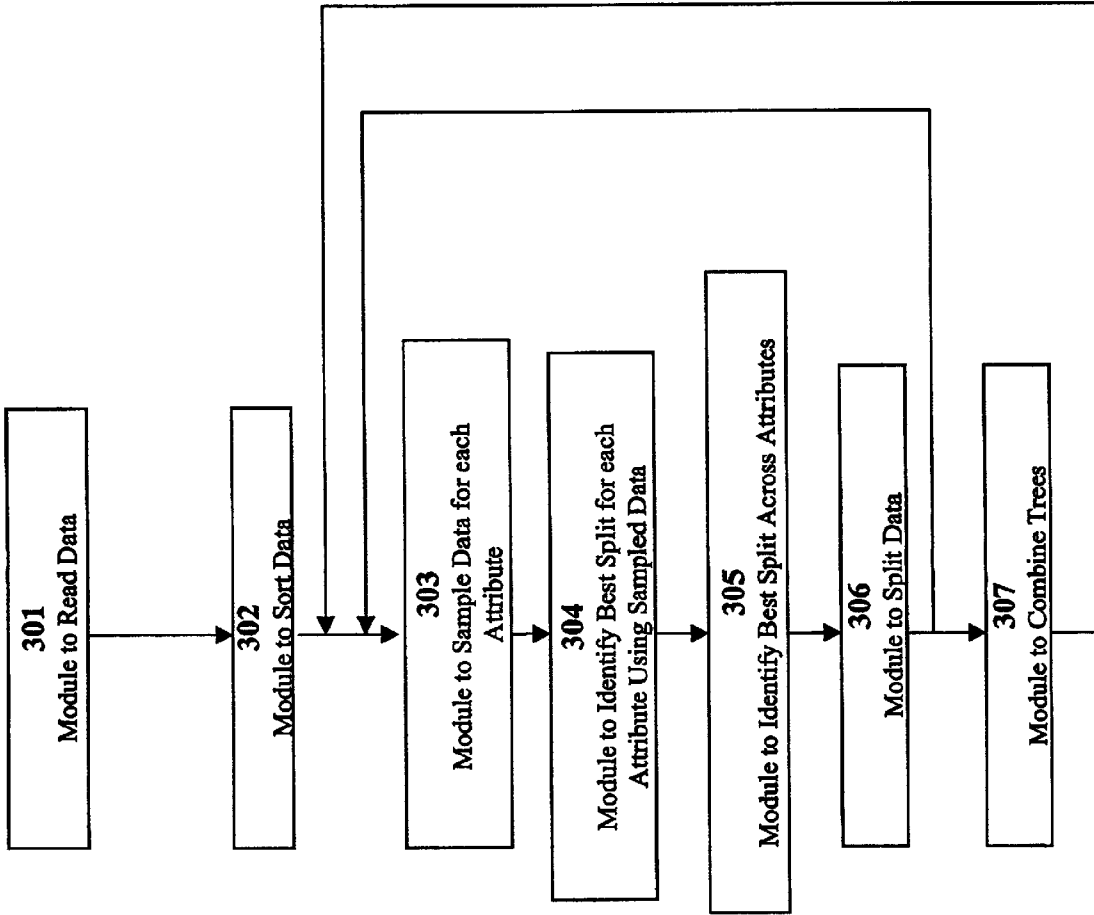 301
Module to Read Data
302
Module to Sort Data
303
Module to Sample Data for each
Attribute
304
Module to Identify Best Split for each
Attribute Using Sampled Data
305
Module to Identify Best Split Across Attributes
306
Module to Split Data
307
Module to Combine Trees